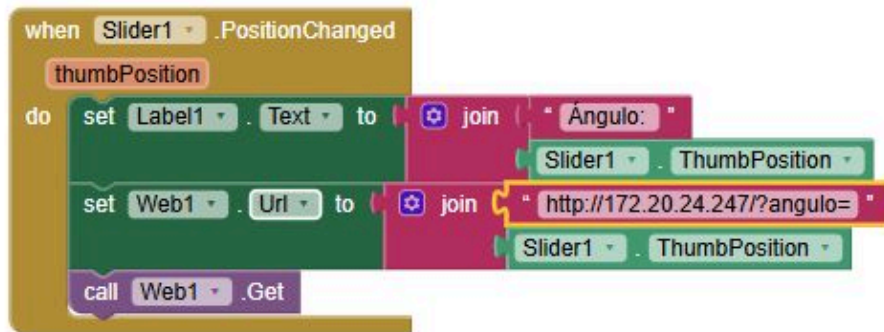 when Slider1 .PositionChanged
thumbPosition
do set Label1 . Text to join " Ángulo: "
Slider1 . ThumbPosition
set Web1 . Url to join " http://172.20.24.247/?angulo= "
Slider1 . ThumbPosition
call Web1 .Get